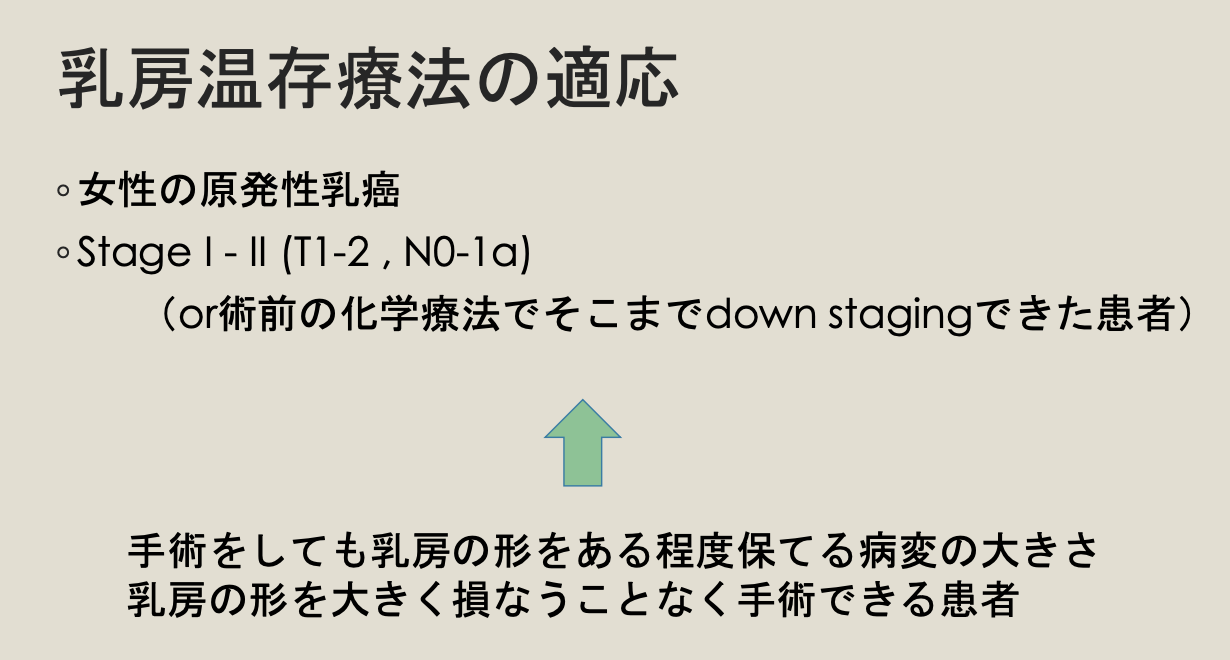 乳房温存療法の適応
◦女性の原発性乳癌
◦Stage I - II (T1-2 , N0-1a)
（or術前の化学療法でそこまでdown stagingできた患者）
手術をしても乳房の形をある程度保てる病変の大きさ
乳房の形を大きく損なうことなく手術できる患者